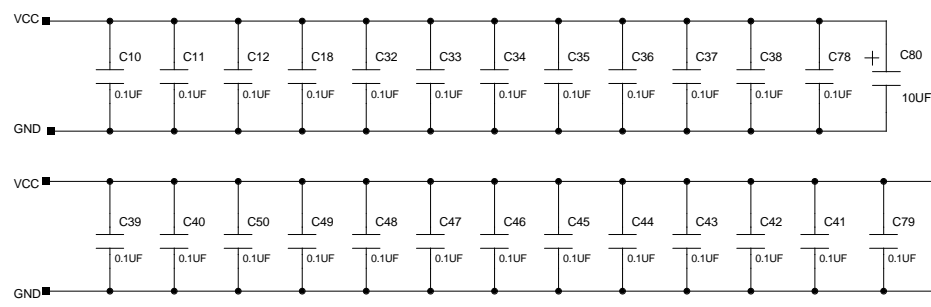 VCC
C10 C11 C12 C18 C32 C33 C34 C35 C36 C37 C38 C78 + C80
0.1UF 0.1UF 0.1UF 0.1UF 0.1UF 0.1UF 0.1UF 0.1UF 0.1UF 0.1UF 0.1UF 0.1UF 10UF
GND
VCC
C39 C40 C50 C49 C48 C47 C46 C45 C44 C43 C42 C41 C79
0.1UF 0.1UF 0.1UF 0.1UF 0.1UF 0.1UF 0.1UF 0.1UF 0.1UF 0.1UF 0.1UF 0.1UF 0.1UF
GND